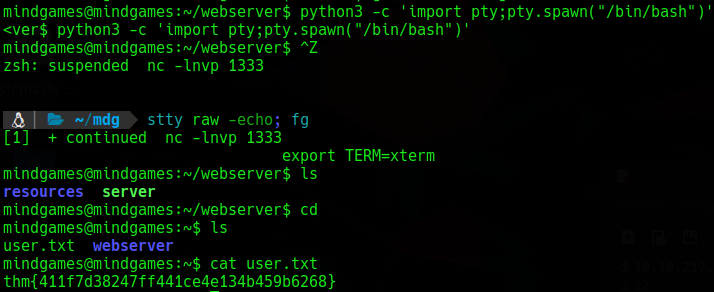 mindgames@mindgames:~/webserver$ python3 -c 'import pty;pty.spawn("/bin/bash")'
<ver$ python3 -c 'import pty;pty.spawn("/bin/bash")'
mindgames@mindgames:~/webserver$ ^Z
zsh: suspended  nc -lnvp 1333
~/mdg  stty raw -echo; fg
[1]  + continued  nc -lnvp 1333
export TERM=xterm
mindgames@mindgames:~/webserver$ ls
resources  server
mindgames@mindgames:~/webserver$ cd
mindgames@mindgames:~$ ls
user.txt  webserver
mindgames@mindgames:~$ cat user.txt
thm{411f7d38247ff441ce4e134b459b6268}